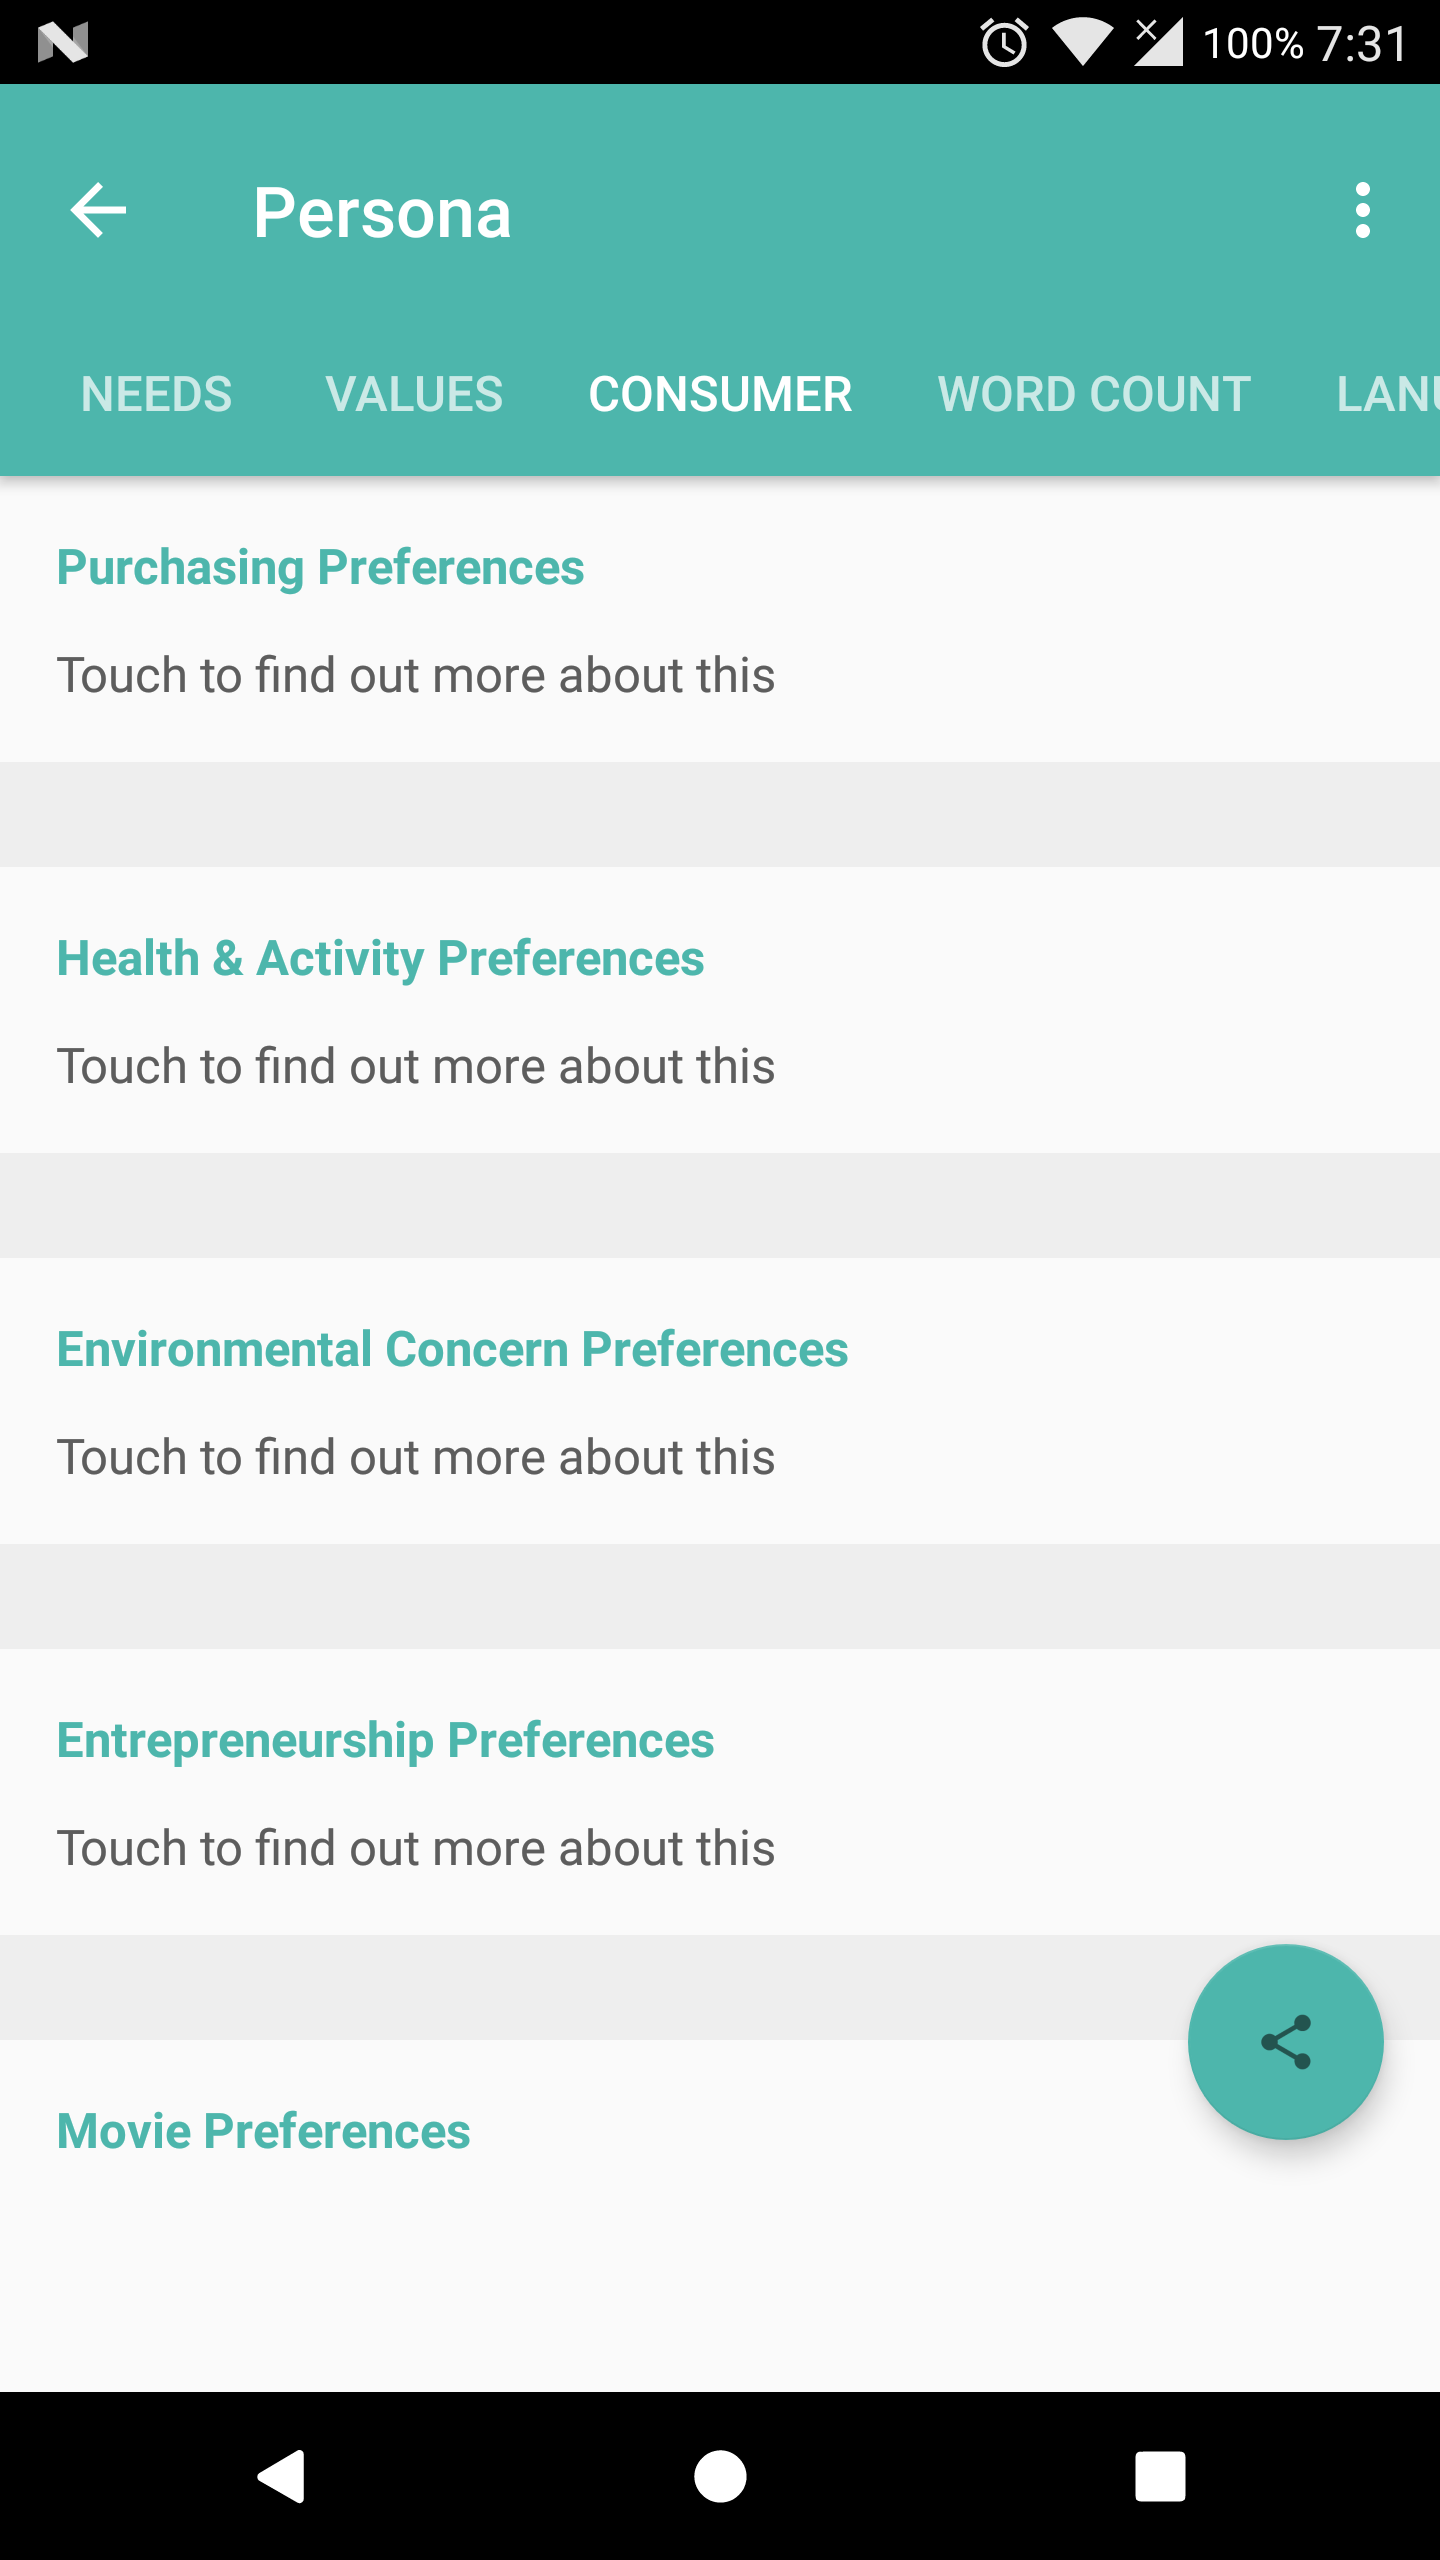 100% 7:31
Persona
NEEDS VALUES CONSUMER WORD COUNT LANU
Purchasing Preferences
Touch to find out more about this
Health & Activity Preferences
Touch to find out more about this
Environmental Concern Preferences
Touch to find out more about this
Entrepreneurship Preferences
Touch to find out more about this
Movie Preferences